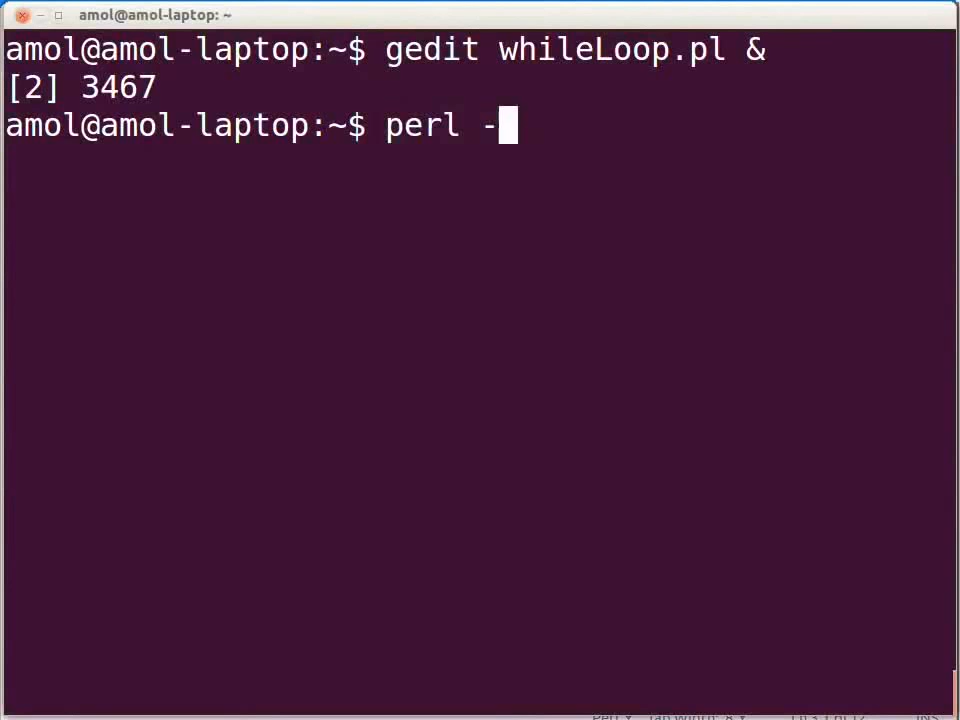 amol@amol-laptop: ~
amol@amol-laptop:~$ gedit whileLoop.pl &
[2] 3467
amol@amol-laptop:~$ perl -